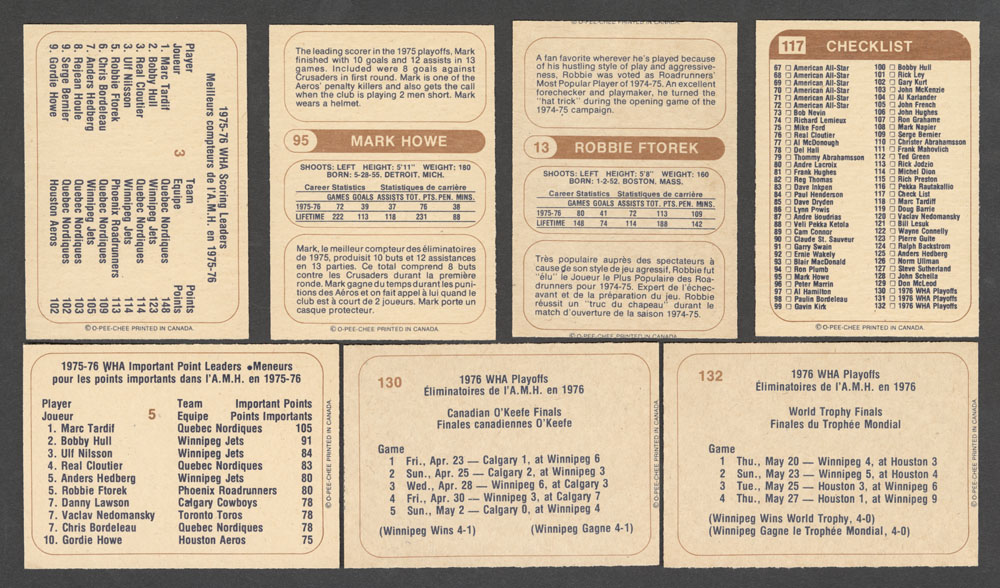 1975-76 WHA Scoring Leaders
Meilleurs compteurs de l'A.M.H. en 1975-76
Player Team
Joueur 3 Equipe Points
1. Marc Tardif Quebec Nordiques 148
2. Bobby Hull Winnipeg Jets 123
3. Real Cloutier Quebec Nordiques 114
3. Ulf Nilsson Winnipeg Jets 114
5. Robbie Ftorek Phoenix Roadrunners 113
6. Chris Bordeleau Quebec Nordiques 109
7. Anders Hedberg Winnipeg Jets 105
8. Rejean Houle Quebec Nordiques 103
9. Serge Bernier Quebec Nordiques 102
9. Gordie Howe Houston Aeros 102
The leading scorer in the 1975 playoffs, Mark
finished with 10 goals and 12 assists in 13
games. Included were 8 goals against
Crusaders in first round. Mark is one of the
Aeros' penalty killers and also gets the call
when the club is playing 2 men short. Mark
wears a helmet.
95 MARK HOWE
SHOOTS: LEFT HEIGHT: 5'11" WEIGHT: 180
BORN: 5-28-55. DETROIT, MICH.
Career Statistics Statistiques de carrière
GAMES GOALS ASSISTS TOT. PTS. PEN. MINS.
1975-76 72 39 37 76 38
LIFETIME 222 113 118 231 88
Mark, le meilleur compteur des éliminatoires
de 1975, produisit 10 buts et 12 assistances
en 13 parties. Ce total comprend 8 buts
contre les Crusaders durant la première
ronde. Mark gagne du temps durant les puni-
tions des Aéros et on fait appel à lui quand le
club est à court de 2 joueurs. Mark porte un
casque protecteur.
© O-PEE-CHEE PRINTED IN CANADA.
O-PEE-CHEE PRINTED IN CANADA
A fan favorite wherever he's played because
of his hustling style of play and aggressive-
ness, Robbie was voted as Roadrunners'
Most Popular Player of 1974-75. An excellent
forechecker and playmaker, he turned the
"hat trick" during the opening game of the
1974-75 campaign.
13 ROBBIE FTOREK
SHOOTS: LEFT HEIGHT: 5'8" WEIGHT: 160
BORN: 1-2-52. BOSTON, MASS.
Career Statistics Statistiques de carrière
GAMES GOALS ASSISTS TOT. PTS. PEN. MINS.
1975-76 80 41 72 113 109
LIFETIME 148 74 114 188 142
Très populaire auprès des spectateurs à
cause de son style de jeu agressif, Robbie fut
"élu" le Joueur le Plus Populaire des Roa-
drunners pour 1974-75. Expert de l'échec-
avant et de la préparation du jeu, Robbie
réussit un "truc du chapeau" durant le
match d'ouverture de la saison 1974-75.
© O-PEE-CHEE PRINTED IN CANADA.
117 CHECKLIST
67 American All-Star
68 American All-Star
69 American All-Star
70 American All-Star
71 American All-Star
72 American All-Star
73 Bob Nevin
74 Richard Lemieux
75 Mike Ford
76 Real Cloutier
77 Al McDonough
78 Del Hall
79 Thommy Abrahamsson
80 Andre Lacroix
81 Frank Hughes
82 Reg Thomas
83 Dave Inkpen
84 Paul Henderson
85 Dave Dryden
86 Lynn Powis
87 Andre Boudrias
88 Veli Pekka Ketola
89 Cam Connor
90 Claude St. Sauveur
91 Garry Swain
92 Ernie Wakely
93 Blair MacDonald
94 Ron Plumb
95 Mark Howe
96 Peter Marrin
97 Al Hamilton
98 Paulin Bordeleau
99 Gavin Kirk
100 Bobby Hull
101 Rick Ley
102 Gary Kurt
103 John McKenzie
104 Al Karlander
105 John French
106 John Hughes
107 Ron Grahame
108 Mark Napier
109 Serge Bernier
110 Christer Abrahamsson
111 Frank Mahovlich
112 Ted Green
113 Rick Jodzio
114 Michel Dion
115 Rich Preston
116 Pekka Rautakallio
117 Check List
118 Marc Tardif
119 Doug Barrie
120 Vaclav Nedomansky
121 Bill Lesuk
122 Wayne Connelly
123 Pierre Guite
124 Ralph Backstrom
125 Anders Hedberg
126 Norm Ullman
127 Steve Sutherland
128 John Schella
129 Don McLeod
130 1976 WHA Playoffs
131 1976 WHA Playoffs
132 1976 WHA Playoffs
© O-PEE-CHEE PRINTED IN CANADA.
1975-76 WHA Important Point Leaders • Meneurs
pour les points importants dans l'A.M.H. en 1975-76
Player Team Important Points
Joueur 5 Equipe Points Importants
1. Marc Tardif Quebec Nordiques 105
2. Bobby Hull Winnipeg Jets 91
3. Ulf Nilsson Winnipeg Jets 84
4. Real Cloutier Quebec Nordiques 83
5. Anders Hedberg Winnipeg Jets 80
5. Robbie Ftorek Phoenix Roadrunners 80
7. Danny Lawson Calgary Cowboys 78
7. Vaclav Nedomansky Toronto Toros 78
7. Chris Bordeleau Quebec Nordiques 78
10. Gordie Howe Houston Aeros 75
© O-PEE-CHEE PRINTED IN CANADA
130 1976 WHA Playoffs
Éliminatoires de l'A.M.H. en 1976
Canadian O'Keefe Finals
Finales canadiennes O'Keefe
Game
1 Fri., Apr. 23 — Calgary 1, at Winnipeg 6
2 Sun., Apr. 25 — Calgary 2, at Winnipeg 3
3 Wed., Apr. 28 — Winnipeg 6, at Calgary 3
4 Fri., Apr. 30 — Winnipeg 3, at Calgary 7
5 Sun., May 2 — Calgary 0, at Winnipeg 4
(Winnipeg Wins 4-1) (Winnipeg Gagne 4-1)
© O-PEE-CHEE PRINTED IN CANADA
132 1976 WHA Playoffs
Éliminatoires de l'A.M.H. en 1976
World Trophy Finals
Finales du Trophée Mondial
Game
1 Thu., May 20 — Winnipeg 4, at Houston 3
2 Sun., May 23 — Winnipeg 5, at Houston 4
3 Tue., May 25 — Houston 3, at Winnipeg 6
4 Thu., May 27 — Houston 1, at Winnipeg 9
(Winnipeg Wins World Trophy, 4-0)
(Winnipeg Gagne le Trophée Mondial, 4-0)
© O-PEE-CHEE PRINTED IN CANADA